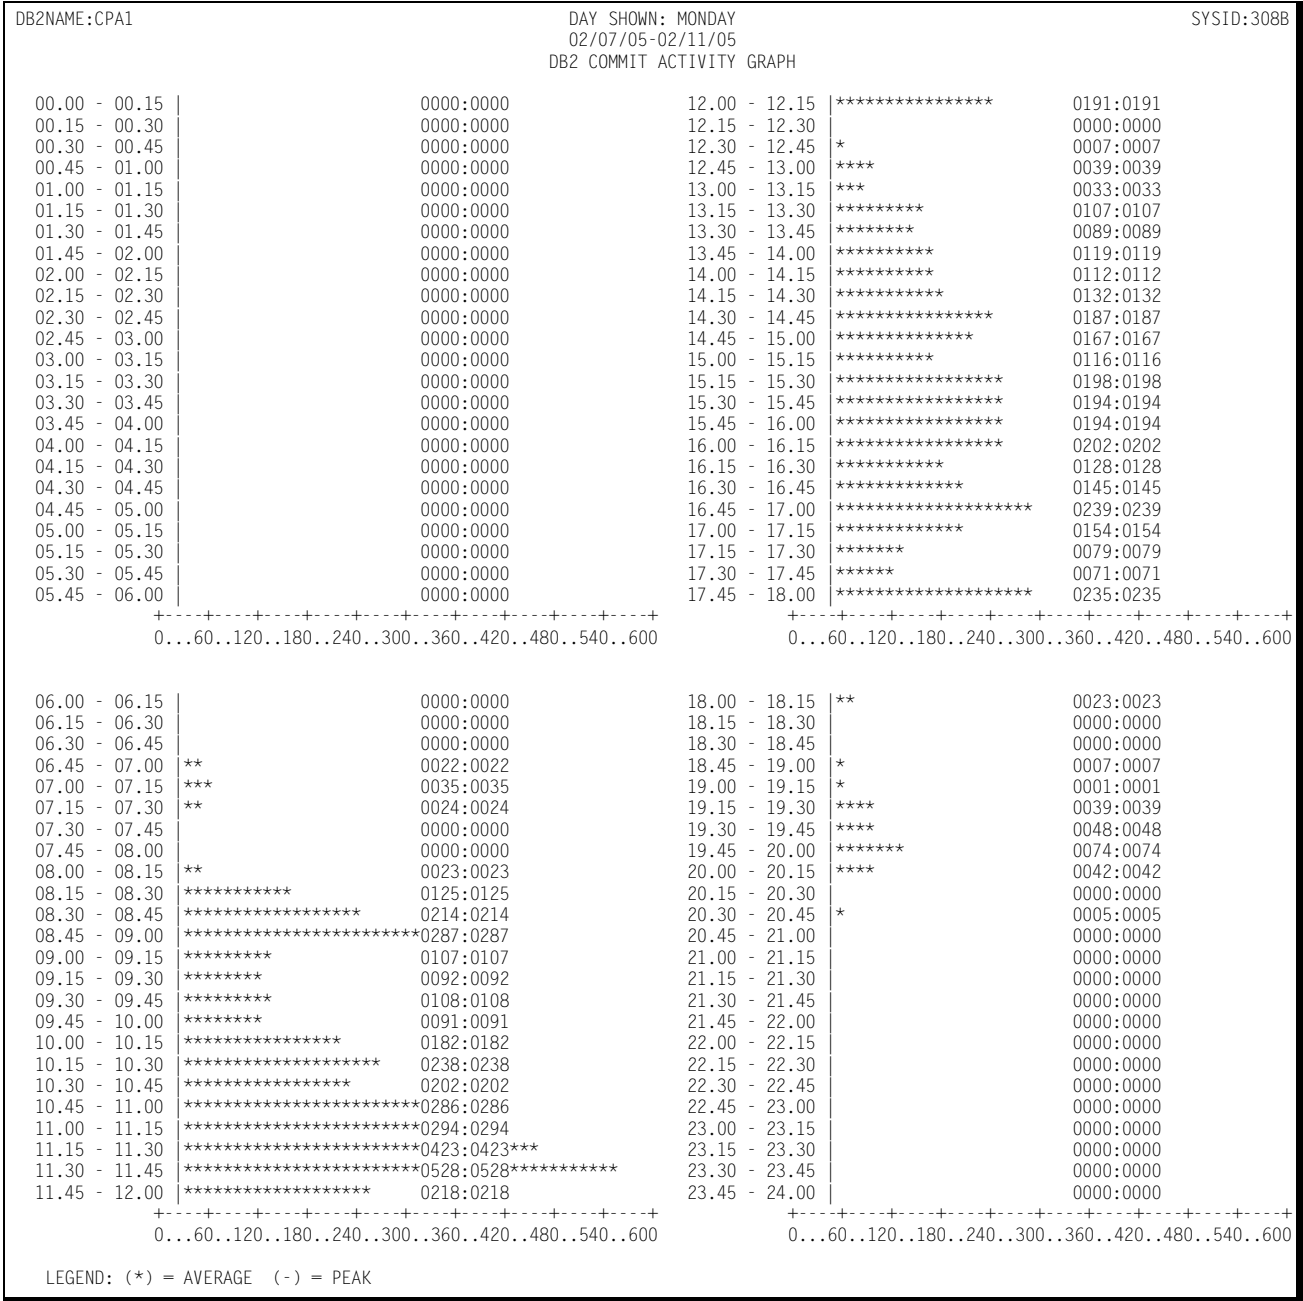 DB2NAME:CPA1 DAY SHOWN: MONDAY SYSID:308B
02/07/05-02/11/05
DB2 COMMIT ACTIVITY GRAPH
00.00 - 00.15 | 0000:0000 12.00 - 12.15 |**************** 0191:0191
00.15 - 00.30 | 0000:0000 12.15 - 12.30 | 0000:0000
00.30 - 00.45 | 0000:0000 12.30 - 12.45 |* 0007:0007
00.45 - 01.00 | 0000:0000 12.45 - 13.00 |**** 0039:0039
01.00 - 01.15 | 0000:0000 13.00 - 13.15 |*** 0033:0033
01.15 - 01.30 | 0000:0000 13.15 - 13.30 |********* 0107:0107
01.30 - 01.45 | 0000:0000 13.30 - 13.45 |******** 0089:0089
01.45 - 02.00 | 0000:0000 13.45 - 14.00 |********** 0119:0119
02.00 - 02.15 | 0000:0000 14.00 - 14.15 |********** 0112:0112
02.15 - 02.30 | 0000:0000 14.15 - 14.30 |*********** 0132:0132
02.30 - 02.45 | 0000:0000 14.30 - 14.45 |**************** 0187:0187
02.45 - 03.00 | 0000:0000 14.45 - 15.00 |************** 0167:0167
03.00 - 03.15 | 0000:0000 15.00 - 15.15 |********** 0116:0116
03.15 - 03.30 | 0000:0000 15.15 - 15.30 |***************** 0198:0198
03.30 - 03.45 | 0000:0000 15.30 - 15.45 |***************** 0194:0194
03.45 - 04.00 | 0000:0000 15.45 - 16.00 |***************** 0194:0194
04.00 - 04.15 | 0000:0000 16.00 - 16.15 |***************** 0202:0202
04.15 - 04.30 | 0000:0000 16.15 - 16.30 |*********** 0128:0128
04.30 - 04.45 | 0000:0000 16.30 - 16.45 |************* 0145:0145
04.45 - 05.00 | 0000:0000 16.45 - 17.00 |******************** 0239:0239
05.00 - 05.15 | 0000:0000 17.00 - 17.15 |************* 0154:0154
05.15 - 05.30 | 0000:0000 17.15 - 17.30 |******* 0079:0079
05.30 - 05.45 | 0000:0000 17.30 - 17.45 |****** 0071:0071
05.45 - 06.00 | 0000:0000 17.45 - 18.00 |******************** 0235:0235
+----+----+----+----+----+----+----+----+----+----+ +----+----+----+----+----+----+----+----+----+----+
0...60..120..180..240..300..360..420..480..540..600 0...60..120..180..240..300..360..420..480..540..600
06.00 - 06.15 | 0000:0000 18.00 - 18.15 |** 0023:0023
06.15 - 06.30 | 0000:0000 18.15 - 18.30 | 0000:0000
06.30 - 06.45 | 0000:0000 18.30 - 18.45 | 0000:0000
06.45 - 07.00 |** 0022:0022 18.45 - 19.00 |* 0007:0007
07.00 - 07.15 |*** 0035:0035 19.00 - 19.15 |* 0001:0001
07.15 - 07.30 |** 0024:0024 19.15 - 19.30 |**** 0039:0039
07.30 - 07.45 | 0000:0000 19.30 - 19.45 |**** 0048:0048
07.45 - 08.00 | 0000:0000 19.45 - 20.00 |******* 0074:0074
08.00 - 08.15 |** 0023:0023 20.00 - 20.15 |**** 0042:0042
08.15 - 08.30 |*********** 0125:0125 20.15 - 20.30 | 0000:0000
08.30 - 08.45 |****************** 0214:0214 20.30 - 20.45 |* 0005:0005
08.45 - 09.00 |************************0287:0287 20.45 - 21.00 | 0000:0000
09.00 - 09.15 |********* 0107:0107 21.00 - 21.15 | 0000:0000
09.15 - 09.30 |******** 0092:0092 21.15 - 21.30 | 0000:0000
09.30 - 09.45 |********* 0108:0108 21.30 - 21.45 | 0000:0000
09.45 - 10.00 |******** 0091:0091 21.45 - 22.00 | 0000:0000
10.00 - 10.15 |**************** 0182:0182 22.00 - 22.15 | 0000:0000
10.15 - 10.30 |******************** 0238:0238 22.15 - 22.30 | 0000:0000
10.30 - 10.45 |***************** 0202:0202 22.30 - 22.45 | 0000:0000
10.45 - 11.00 |************************0286:0286 22.45 - 23.00 | 0000:0000
11.00 - 11.15 |************************0294:0294 23.00 - 23.15 | 0000:0000
11.15 - 11.30 |************************0423:0423*** 23.15 - 23.30 | 0000:0000
11.30 - 11.45 |************************0528:0528*********** 23.30 - 23.45 | 0000:0000
11.45 - 12.00 |******************* 0218:0218 23.45 - 24.00 | 0000:0000
+----+----+----+----+----+----+----+----+----+----+ +----+----+----+----+----+----+----+----+----+----+
0...60..120..180..240..300..360..420..480..540..600 0...60..120..180..240..300..360..420..480..540..600
LEGEND: (*) = AVERAGE (-) = PEAK